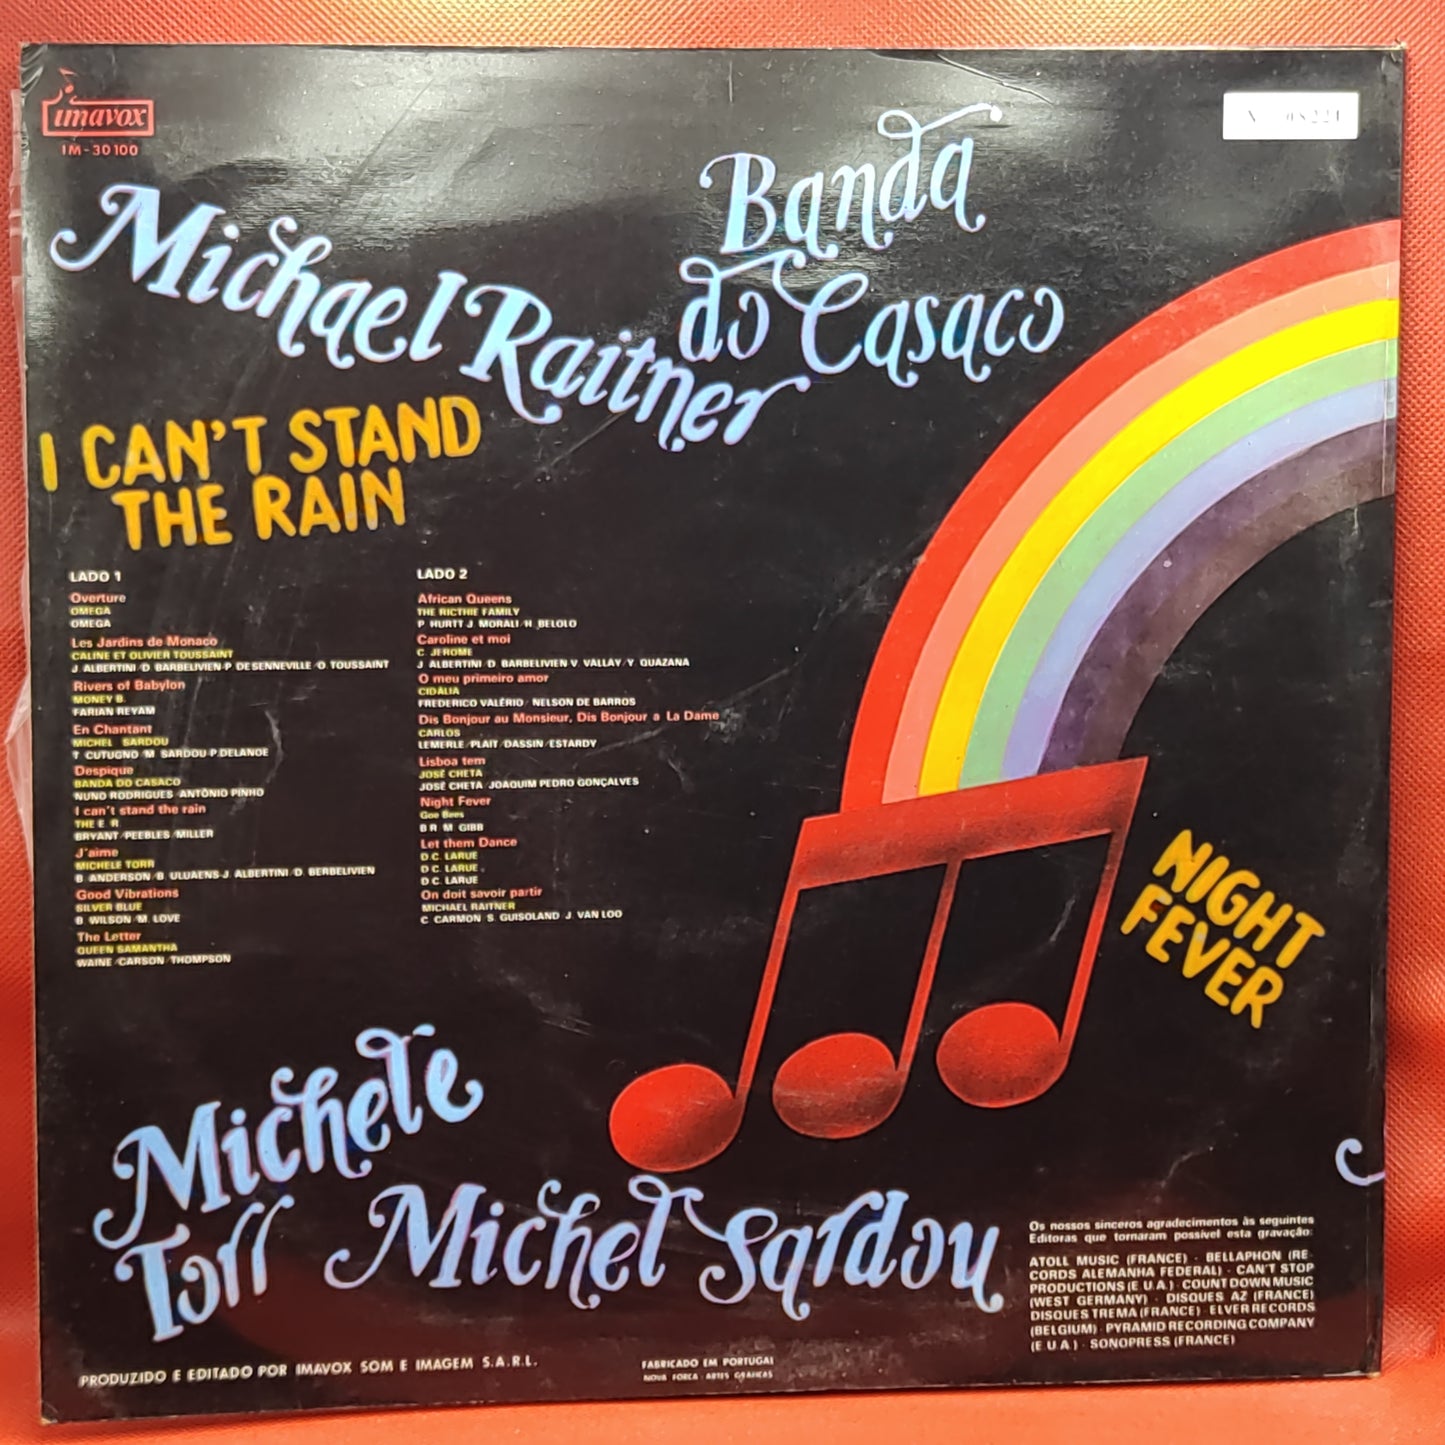 imavox
IM-30100
Nº 08221
Banda
do Casaco
Michael Raitner
I CAN'T STAND
THE RAIN
LADO 1
Overture
OMEGA
OMEGA
Les Jardins de Monaco
CALINE ET OLIVIER TOUSSAINT
J. ALBERTINI/D. BARBELIVIEN-P. DE SENNEVILLE/O. TOUSSAINT
Rivers of Babylon
MONEY B.
FARIAN REYAM
En Chantant
MICHEL SARDOU
T. CUTUGNO/M. SARDOU-P.DELANOE
Despique
BANDA DO CASACO
NUNO RODRIGUES/ANTÓNIO PINHO
I can't stand the rain
THE E. R.
BRYANT/PEEBLES/MILLER
J'aime
MICHELE TORR
B. ANDERSON/B. ULUAENS-J. ALBERTINI/D. BERBELIVIEN
Good Vibrations
SILVER BLUE
B. WILSON/M. LOVE
The Letter
QUEEN SAMANTHA
WAINE/CARSON/THOMPSON
LADO 2
African Queens
THE RICTHIE FAMILY
P. HURTT J. MORALI/H. BELOLO
Caroline et moi
C. JEROME
J. ALBERTINI/D. BARBELIVIEN V. VALLAY/Y. QUAZANA
O meu primeiro amor
CIDÁLIA
FREDERICO VALÉRIO/NELSON DE BARROS
Dis Bonjour au Monsieur, Dis Bonjour a La Dame
CARLOS
LEMERLE/PLAIT/DASSIN/ESTARDY
Lisboa tem
JOSÉ CHETA
JOSÉ CHETA/JOAQUIM PEDRO GONÇALVES
Night Fever
Goe Bees
B R M GIBB
Let them Dance
D.C. LARUE
D.C. LARUE
D.C. LARUE
On doit savoir partir
MICHAEL RAITNER
C. CARMON S. GUISOLAND J. VAN LOO
NIGHT
FEVER
Michele
Torr
Michel Sardou
Os nossos sinceros agradecimentos às seguintes
Editoras que tornaram possível esta gravação:
ATOLL MUSIC (FRANCE) · BELLAPHON (RE-
CORDS ALEMANHA FEDERAL) · CAN'T STOP
PRODUCTIONS (E.U.A.) · COUNT DOWN MUSIC
(WEST GERMANY) · DISQUES AZ (FRANCE)
DISQUES TREMA (FRANCE) · ELVER RECORDS
(BELGIUM) · PYRAMID RECORDING COMPANY
(E.U.A.) · SONOPRESS (FRANCE)
PRODUZIDO E EDITADO POR IMAVOX SOM E IMAGEM S.A.R.L.
FABRICADO EM PORTUGAL
NOVA FORÇA - ARTES GRÁFICAS